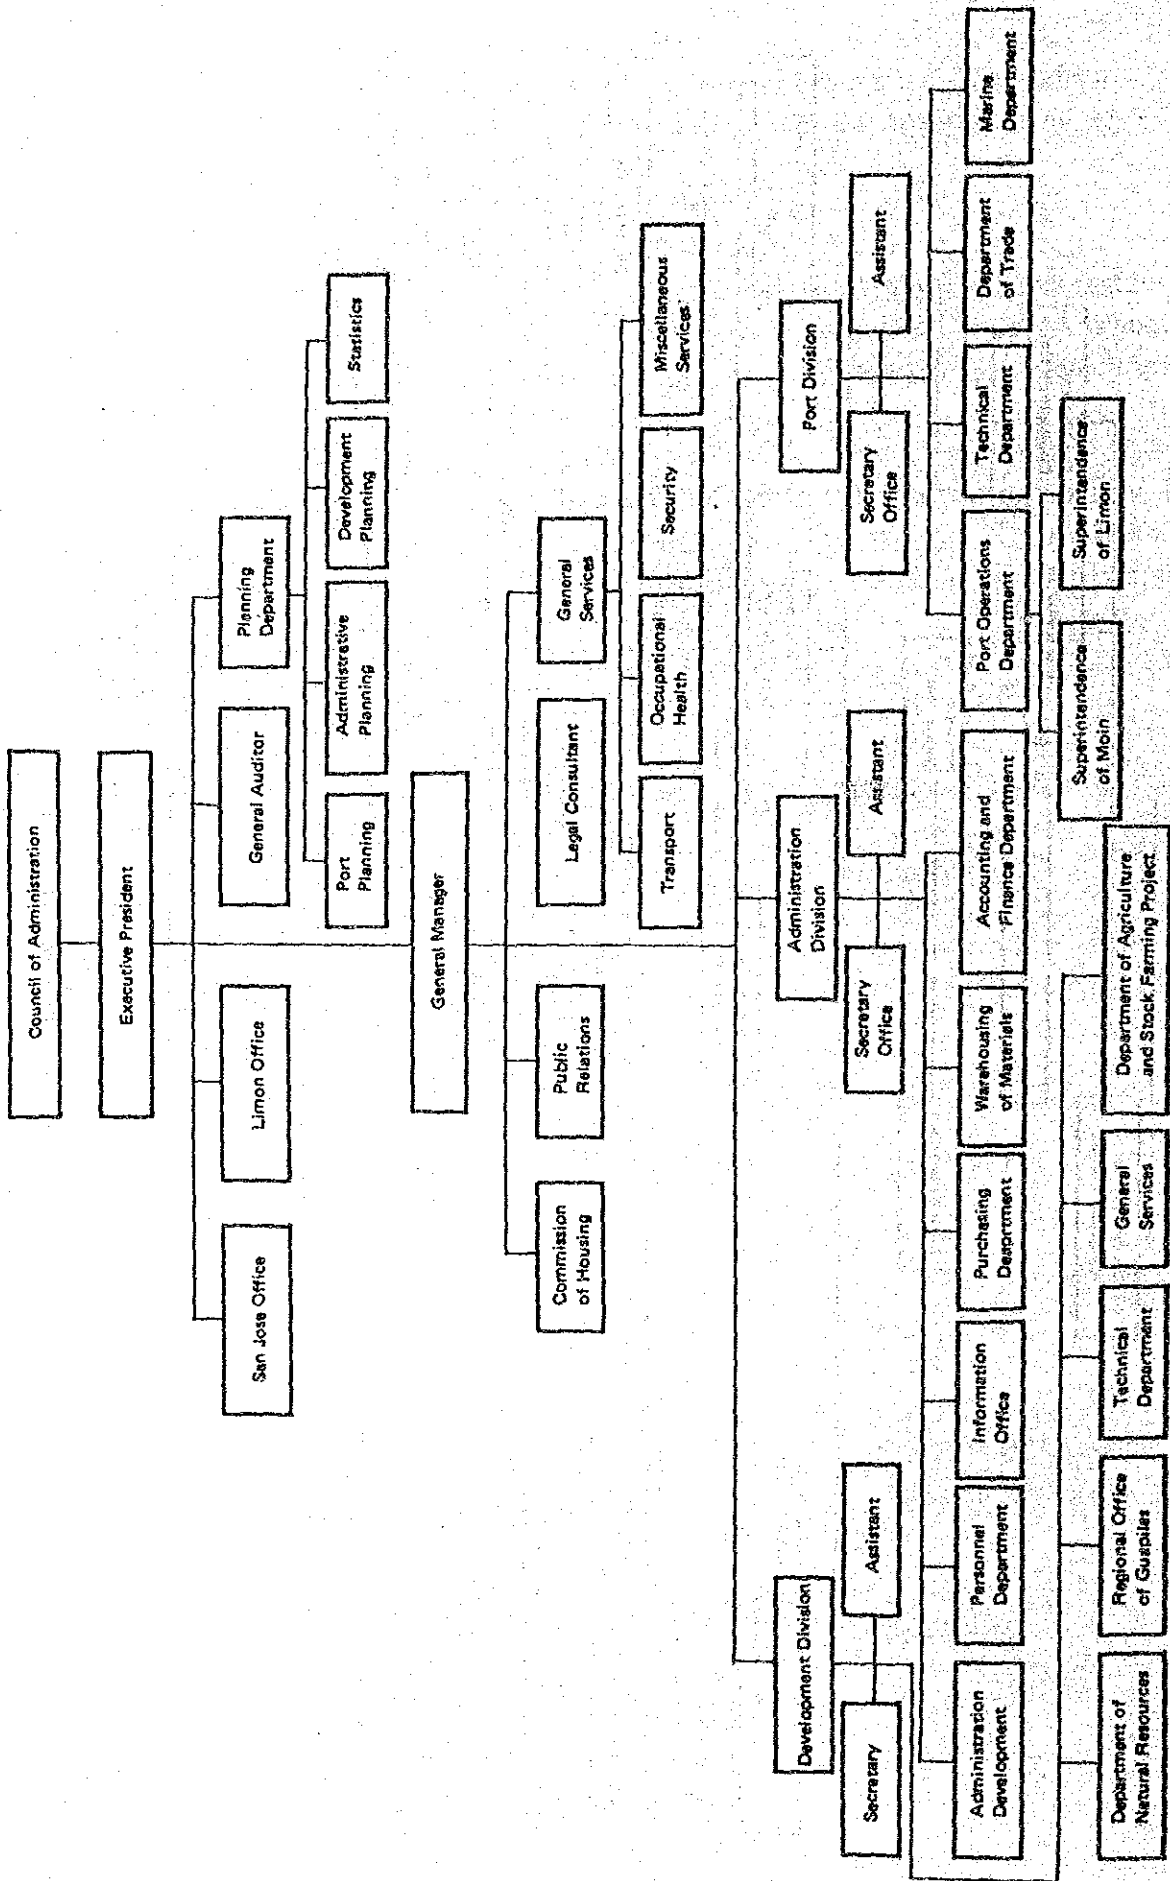 Council of Administration
Executive President
San Jose Office
Limon Office
General Auditor
Planning
Department
Port
Planning
Administrative
Planning
Development
Planning
Statistics
General Manager
Commission
of Housing
Public
Relations
Legal Consultant
General
Services
Transport
Occupational
Health
Security
Miscellaneous
Services
Development Division
Administration
Division
Port Division
Secretary
Assistant
Secretary
Office
Assistant
Secretary
Office
Assistant
Administration
Development
Personnel
Department
Information
Office
Purchasing
Deaprtment
Warehousing
of Materials
Accounting and
Finance Department
Port Operations
Department
Technical
Department
Department
of Trade
Marine
Department
Superintendence
of Moin
Superintendence
of Limon
Department of
Natural Resources
Regional Office
of Guapiles
Technical
Department
General
Services
Department of Agriculture
and Stock Farming Project